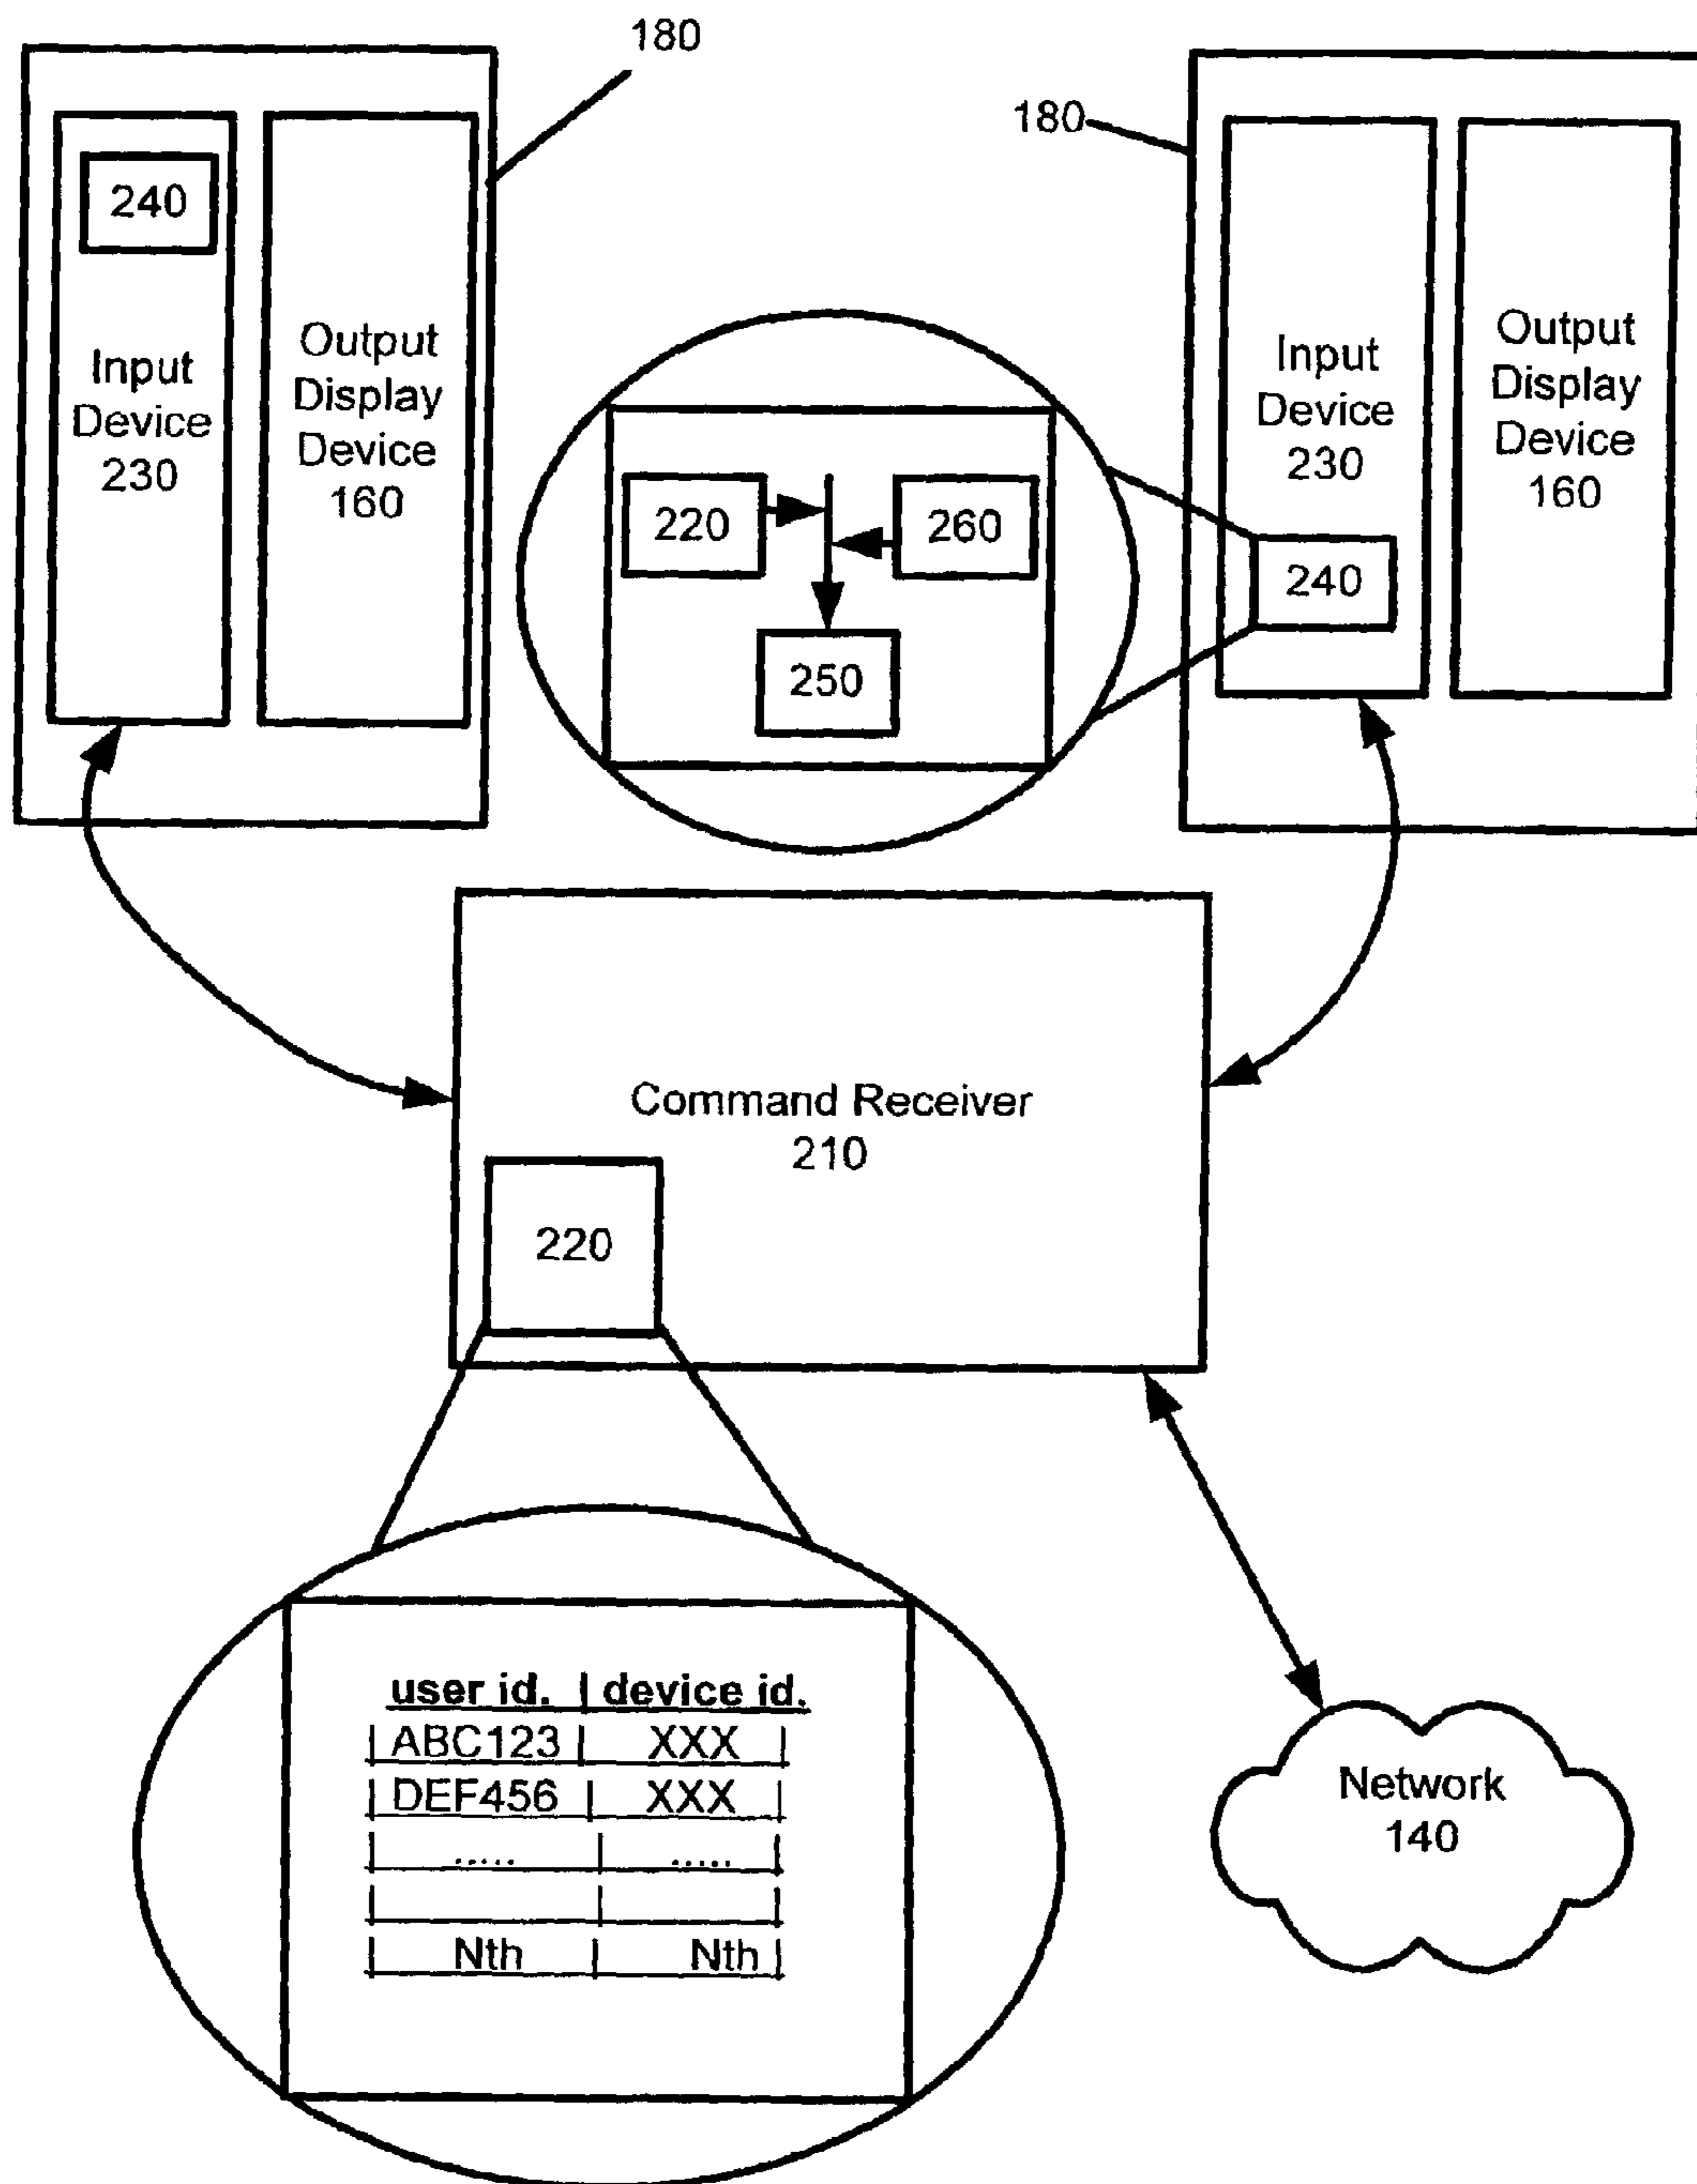 180
180
240
Input
Device
230
Output
Display
Device
160
220
260
250
Input
Device
230
240
Output
Display
Device
160
Command Receiver
210
220
user id. | device id.
| ABC123 | XXX |
| DEF456 | XXX |
| ..... | ..... |
| | |
| Nth | Nth |
Network
140